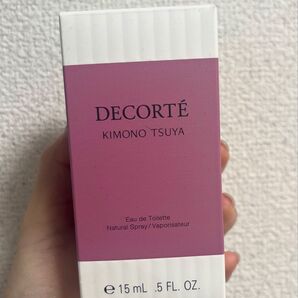 DECORTÉ
KIMONO TSUYA
Eau de Toilette
Natural Spray/Vaporisateur
℮ 15 mL .5 FL. OZ.